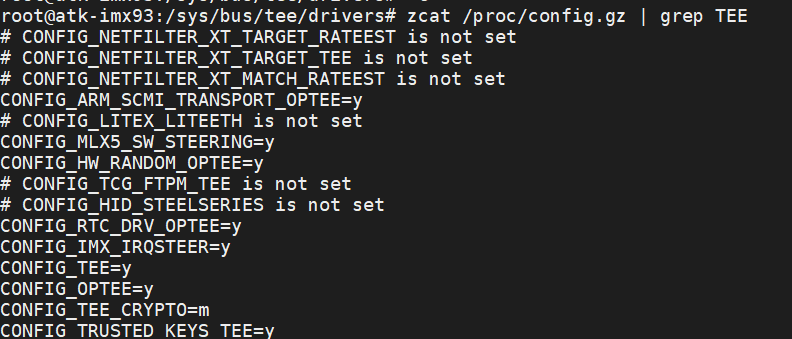 root@atk-imx93:/sys/bus/tee/drivers# zcat /proc/config.gz | grep TEE
# CONFIG_NETFILTER_XT_TARGET_RATEEST is not set
# CONFIG_NETFILTER_XT_TARGET_TEE is not set
# CONFIG_NETFILTER_XT_MATCH_RATEEST is not set
CONFIG_ARM_SCMI_TRANSPORT_OPTEE=y
# CONFIG_LITEX_LITEETH is not set
CONFIG_MLX5_SW_STEERING=y
CONFIG_HW_RANDOM_OPTEE=y
# CONFIG_TCG_FTPM_TEE is not set
# CONFIG_HID_STEELSERIES is not set
CONFIG_RTC_DRV_OPTEE=y
CONFIG_IMX_IRQSTEER=y
CONFIG_TEE=y
CONFIG_OPTEE=y
CONFIG_TEE_CRYPTO=m
CONFIG_TRUSTED_KEYS_TEE=y